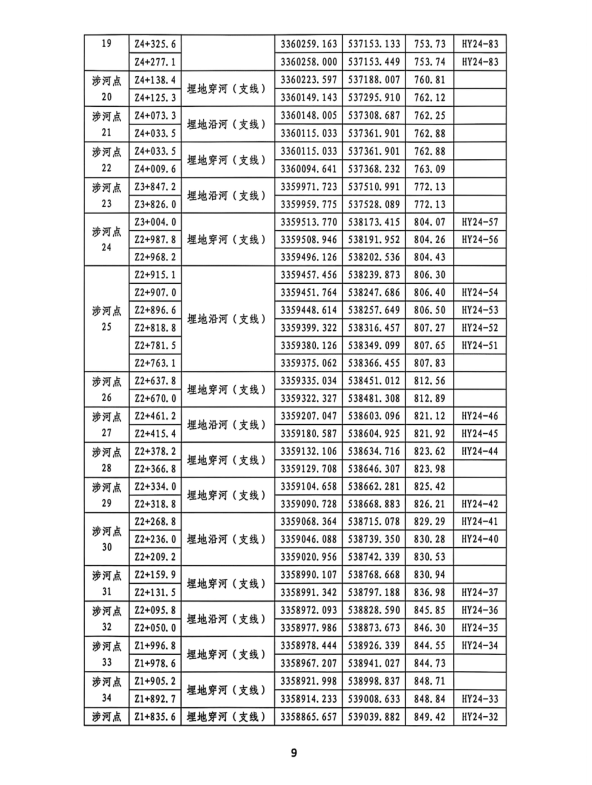 19 Z4+325.6 3360259.163 537153.133 753.73 HY24-83
Z4+277.1 3360258.000 537153.449 753.74 HY24-83
涉河点 20 Z4+138.4 埋地穿河（支线） 3360223.597 537188.007 760.81
Z4+125.3 3360149.143 537295.910 762.12
涉河点 21 Z4+073.3 埋地沿河（支线） 3360148.005 537308.687 762.25
Z4+033.5 3360115.033 537361.901 762.88
涉河点 22 Z4+033.5 埋地穿河（支线） 3360115.033 537361.901 762.88
Z4+009.6 3360094.641 537368.232 763.09
涉河点 23 Z3+847.2 埋地沿河（支线） 3359971.723 537510.991 772.13
Z3+826.0 3359959.775 537528.089 772.13
涉河点 24 Z3+004.0 埋地穿河（支线） 3359513.770 538173.415 804.07 HY24-57
Z2+987.8 3359508.946 538191.952 804.26 HY24-56
Z2+968.2 3359496.126 538202.536 804.43
涉河点 25 Z2+915.1 埋地沿河（支线） 3359457.456 538239.873 806.30
Z2+907.0 3359451.764 538247.686 806.40 HY24-54
Z2+896.6 3359448.614 538257.649 806.50 HY24-53
Z2+818.8 3359399.322 538316.457 807.27 HY24-52
Z2+781.5 3359380.126 538349.099 807.65 HY24-51
Z2+763.1 3359375.062 538366.455 807.83
涉河点 26 Z2+637.8 埋地穿河（支线） 3359335.034 538451.012 812.56
Z2+670.0 3359322.327 538481.308 812.89
涉河点 27 Z2+461.2 埋地沿河（支线） 3359207.047 538603.096 821.12 HY24-46
Z2+415.4 3359180.587 538604.925 821.92 HY24-45
涉河点 28 Z2+378.2 埋地穿河（支线） 3359132.106 538634.716 823.62 HY24-44
Z2+366.8 3359129.708 538646.307 823.98
涉河点 29 Z2+334.0 埋地穿河（支线） 3359104.658 538662.281 825.42
Z2+318.8 3359090.728 538668.883 826.21 HY24-42
涉河点 30 Z2+268.8 埋地沿河（支线） 3359068.364 538715.078 829.29 HY24-41
Z2+236.0 3359046.088 538739.350 830.28 HY24-40
Z2+209.2 3359020.956 538742.339 830.53
涉河点 31 Z2+159.9 埋地穿河（支线） 3358990.107 538768.668 830.94
Z2+131.5 3358991.342 538797.188 836.98 HY24-37
涉河点 32 Z2+095.8 埋地沿河（支线） 3358972.093 538828.590 845.85 HY24-36
Z2+050.0 3358977.986 538873.673 846.30 HY24-35
涉河点 33 Z1+996.8 埋地穿河（支线） 3358978.444 538926.339 844.55 HY24-34
Z1+978.6 3358967.207 538941.027 844.73
涉河点 34 Z1+905.2 埋地穿河（支线） 3358921.998 538998.837 848.71
Z1+892.7 3358914.233 539008.633 848.84 HY24-33
涉河点 Z1+835.6 埋地穿河（支线） 3358865.657 539039.882 849.42 HY24-32
9